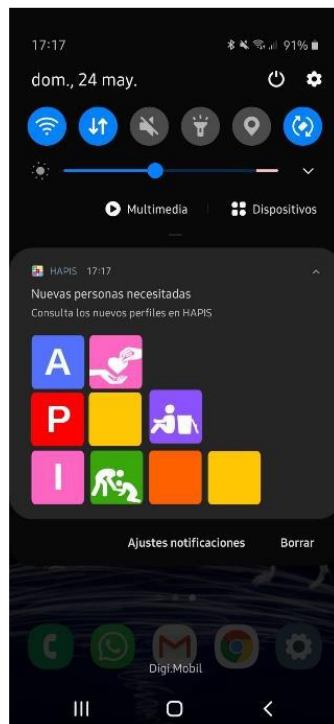 17:17 91%
dom., 24 may.
Multimedia Dispositivos
HAPIS 17:17
Nuevas personas necesitadas
Consulta los nuevos perfiles en HAPIS
A
P
I
Ajustes notificaciones Borrar
Digi.Mobil